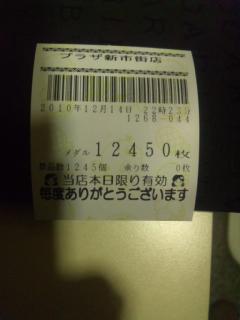 プラザ新市街店
2010年12月14日 22時23分
1268-044
メダル 12450枚
景品数1245個 余り数 0枚
当店本日限り有効
毎度ありがとうございます